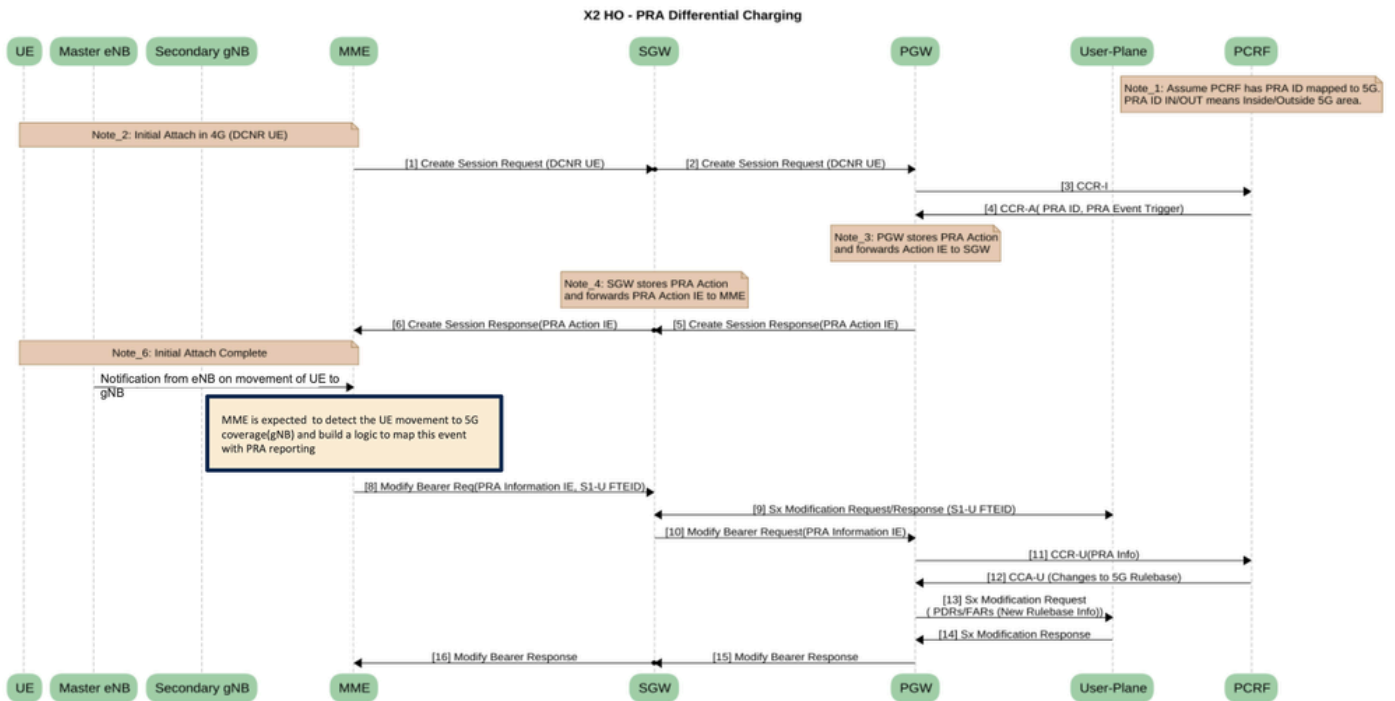 X2 HO - PRA Differential Charging
UE Master eNB Secondary gNB MME SGW PGW User-Plane PCRF
Note_1: Assume PCRF has PRA ID mapped to 5G.
PRA ID IN/OUT means Inside/Outside 5G area.
Note_2: Initial Attach in 4G (DCNR UE)
[1] Create Session Request (DCNR UE)
[2] Create Session Request (DCNR UE)
[3] CCR-I
[4] CCR-A( PRA ID, PRA Event Trigger)
Note_3: PGW stores PRA Action
and forwards Action IE to SGW
Note_4: SGW stores PRA Action
and forwards PRA Action IE to MME
[6] Create Session Response(PRA Action IE)
[5] Create Session Response(PRA Action IE)
Note_6: Initial Attach Complete
Notification from eNB on movement of UE to
gNB
MME is expected to detect the UE movement to 5G
coverage(gNB) and build a logic to map this event
with PRA reporting
[8] Modify Bearer Req(PRA Information IE, S1-U FTEID)
[9] Sx Modification Request/Response (S1-U FTEID)
[10] Modify Bearer Request(PRA Information IE)
[11] CCR-U(PRA Info)
[12] CCA-U (Changes to 5G Rulebase)
[13] Sx Modification Request
( PDRs/FARs (New Rulebase Info))
[14] Sx Modification Response
[16] Modify Bearer Response
[15] Modify Bearer Response
UE Master eNB Secondary gNB MME SGW PGW User-Plane PCRF